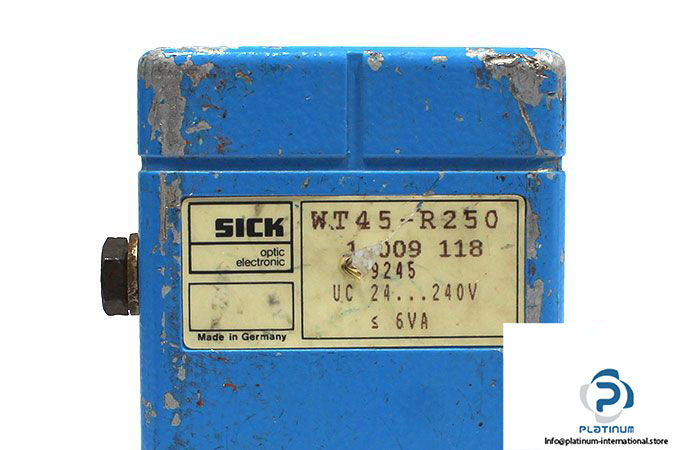 SICK
optic
electronic
Made in Germany
WT45-R250
1 009 118
9245
UC 24...240V
≤ 6VA
PLATINUM
info@platinum-international.store